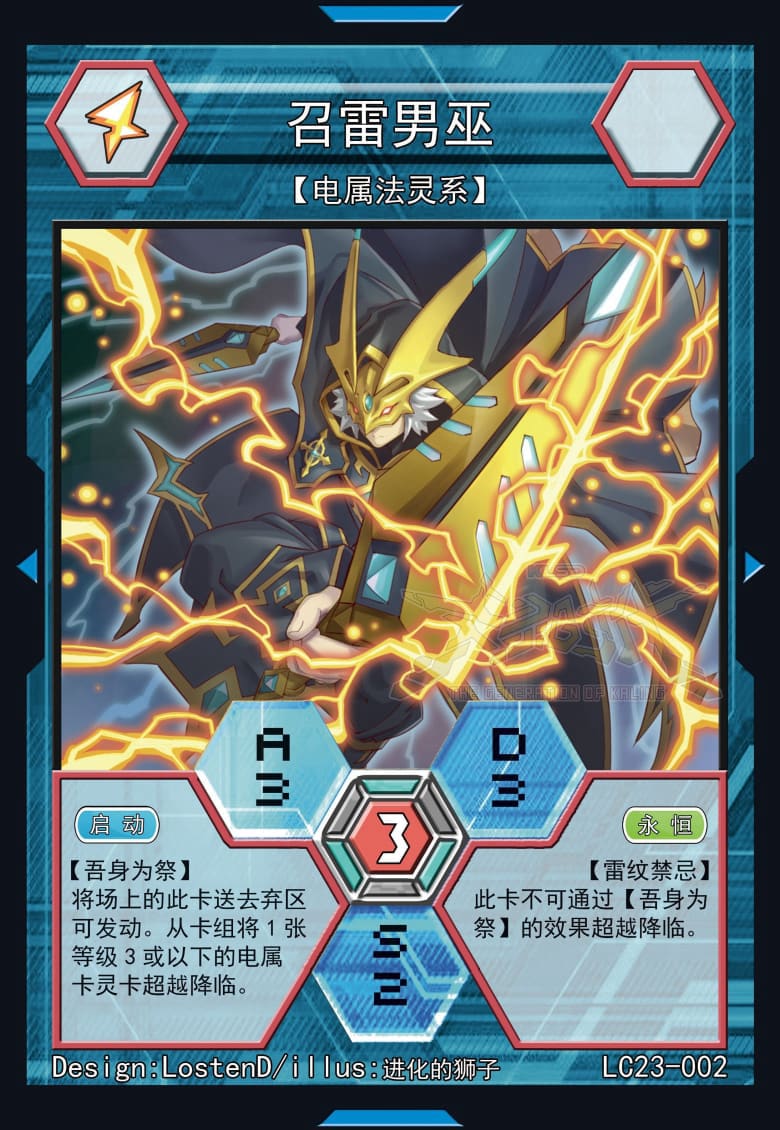 召雷男巫
【电属法灵系】
THE GENERATION OF KALING
A
3
D
3
3
S
2
启动
【吾身为祭】
将场上的此卡送去弃区
可发动。从卡组将1张
等级3或以下的电属
卡灵卡超越降临。
永恒
【雷纹禁忌】
此卡不可通过【吾身为
祭】的效果超越降临。
Design:LostenD/illus:进化的狮子
LC23-002